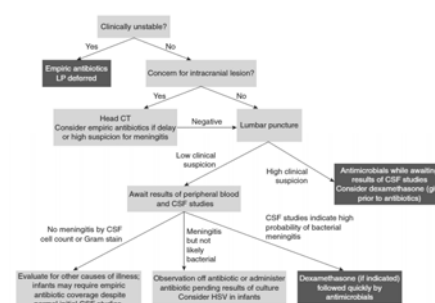 Clinically unstable?
Yes
No
Empiric antibiotics
LP deferred
Concern for intracranial lesion?
Yes
No
Head CT
Consider empiric antibiotics if delay
or high suspicion for meningitis
Negative
Lumbar puncture
Low clinical
suspicion
High clinical
suspicion
Antimicrobials while awaiting
results of CSF studies
Consider dexamethasone
prior to antibiotics)
Await results of peripheral blood
and CSF studies
No meningitis by CSF
cell count or Gram stain
Meningitis
but not
likely
bacterial
CSF studies indicate high
probability of bacterial
meningitis
Evaluate for other causes of illness;
infants may require empiric
antibiotic coverage despite
Observation off antibiotic or administer
antibiotic pending results of culture
Consider HSV in infants
Dexamethasone (if indicated)
followed quickly by
antimicrobials